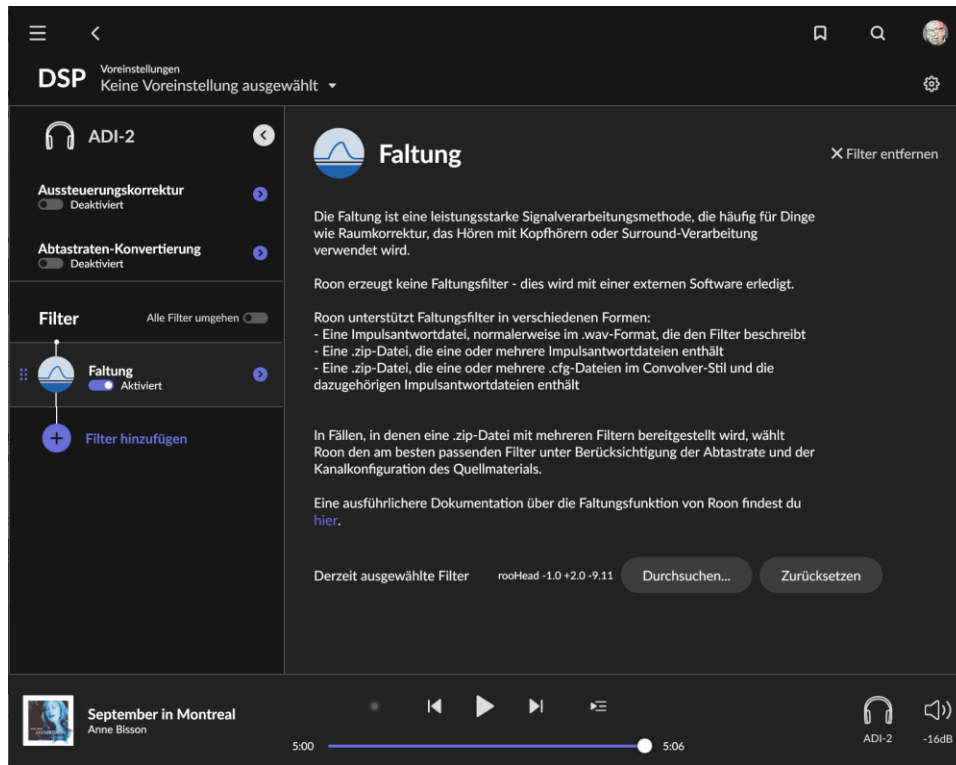 Voreinstellungen
DSP Keine Voreinstellung ausgewählt
ADI-2
Aussteuerungskorrektur
Deaktiviert
Abtastraten-Konvertierung
Deaktiviert
Filter Alle Filter umgehen
Faltung
Aktiviert
Filter hinzufügen
Faltung
Filter entfernen
Die Faltung ist eine leistungsstarke Signalverarbeitungsmethode, die häufig für Dinge
wie Raumkorrektur, das Hören mit Kopfhörern oder Surround-Verarbeitung
verwendet wird.
Roon erzeugt keine Faltungsfilter - dies wird mit einer externen Software erledigt.
Roon unterstützt Faltungsfilter in verschiedenen Formen:
- Eine Impulsantwortdatei, normalerweise im .wav-Format, die den Filter beschreibt
- Eine .zip-Datei, die eine oder mehrere Impulsantwortdateien enthält
- Eine .zip-Datei, die eine oder mehrere .cfg-Dateien im Convolver-Stil und die
dazugehörigen Impulsantwortdateien enthält
In Fällen, in denen eine .zip-Datei mit mehreren Filtern bereitgestellt wird, wählt
Roon den am besten passenden Filter unter Berücksichtigung der Abtastrate und der
Kanalkonfiguration des Quellmaterials.
Eine ausführlichere Dokumentation über die Faltungsfunktion von Roon findest du
hier.
Derzeit ausgewählte Filter rooHead -1.0 +2.0 -9.11 Durchsuchen... Zurücksetzen
September in Montreal
Anne Bisson
5:00 5:06
ADI-2 -16dB